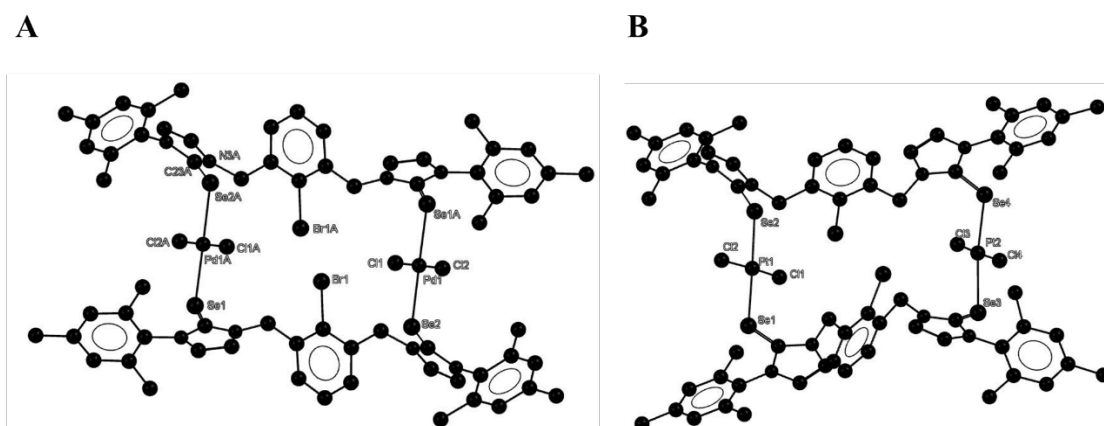 A
B
N3A
C23A
Se2A
Se1A
Br1A
Cl2A
Cl1A
Pd1A
Cl1
Cl2
Pd1
Br1
Se1
Se2
Se2
Se4
Cl2
Pt1
Cl1
Cl3
Pt2
Cl4
Se1
Se3